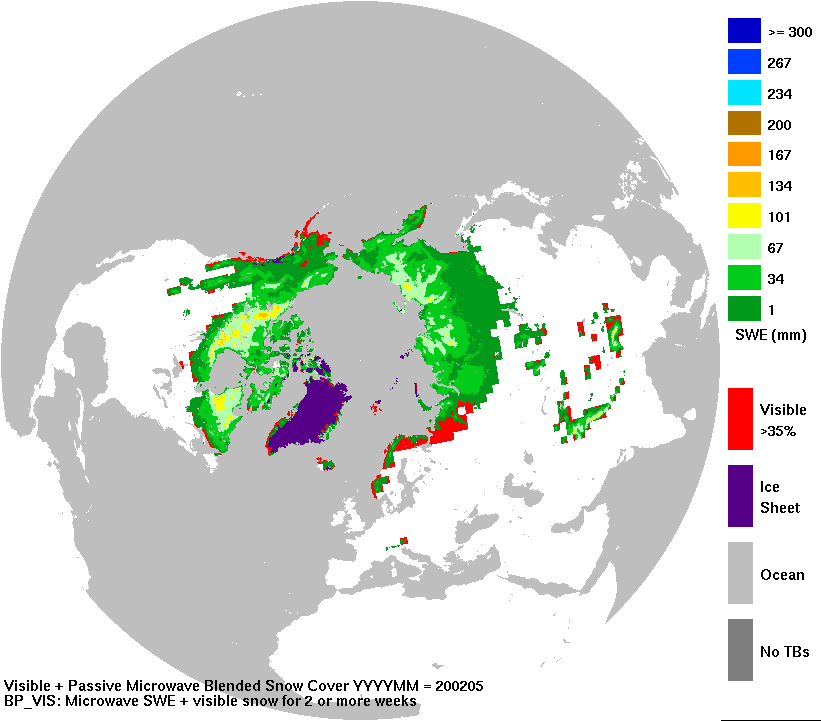 >= 300
267
234
200
167
134
101
67
34
1
SWE (mm)
Visible
>35%
Ice
Sheet
Ocean
No TBs
Visible + Passive Microwave Blended Snow Cover YYYYMM = 200205
BP_VIS: Microwave SWE + visible snow for 2 or more weeks